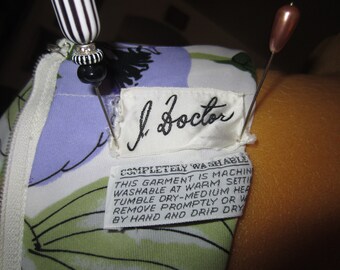 J. Doctor
COMPLETELY WASHABLE
THIS GARMENT IS MACHIN
WASHABLE AT WARM SETTI
TUMBLE DRY-MEDIUM HEA
REMOVE PROMPTLY OR W
BY HAND AND DRIP DRY